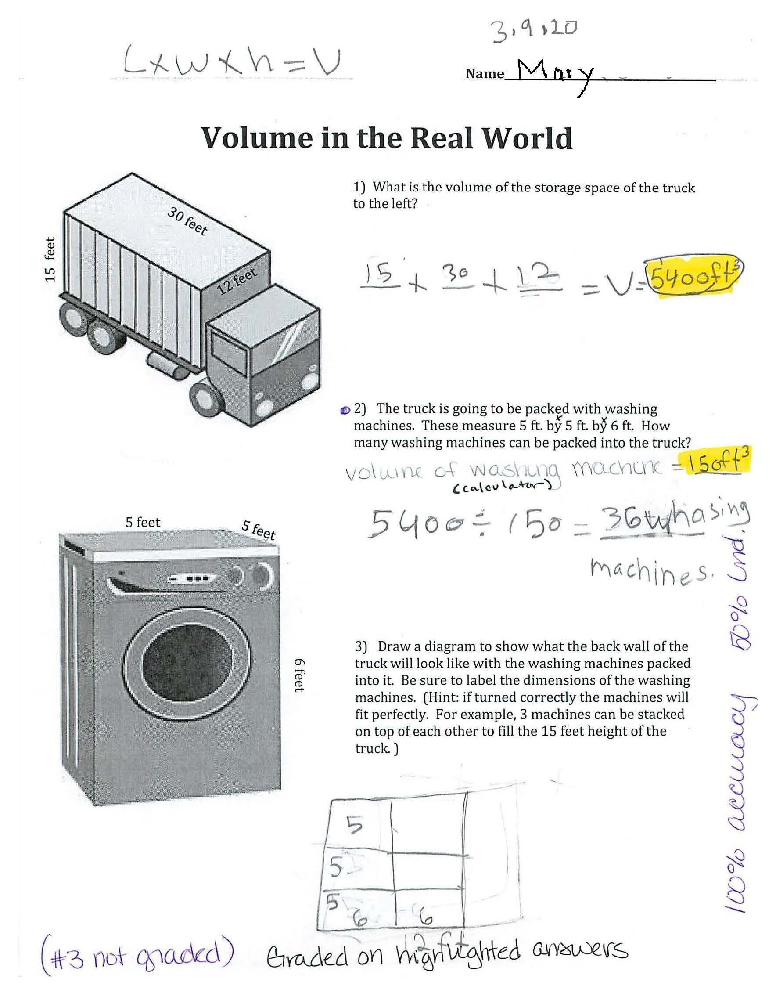 3.9.20
L x w x h = V
Name Mary
Volume in the Real World
30 feet
15 feet
12 feet
1) What is the volume of the storage space of the truck
to the left?
15 + 30 + 12 = V = 5400ft³
2) The truck is going to be packed with washing
machines. These measure 5 ft. by 5 ft. by 6 ft. How
x x
many washing machines can be packed into the truck?
volume of washing machine = 150ft³
(calculator)
5400 ÷ 150 = 36 whasing
machines.
5 feet
5 feet
6 feet
3) Draw a diagram to show what the back wall of the
truck will look like with the washing machines packed
into it. Be sure to label the dimensions of the washing
machines. (Hint: if turned correctly the machines will
fit perfectly. For example, 3 machines can be stacked
on top of each other to fill the 15 feet height of the
truck. )
5
5
5
6 6
12 ft
100% accuracy 50% ind.
(#3 not graded) Graded on highlighted answers